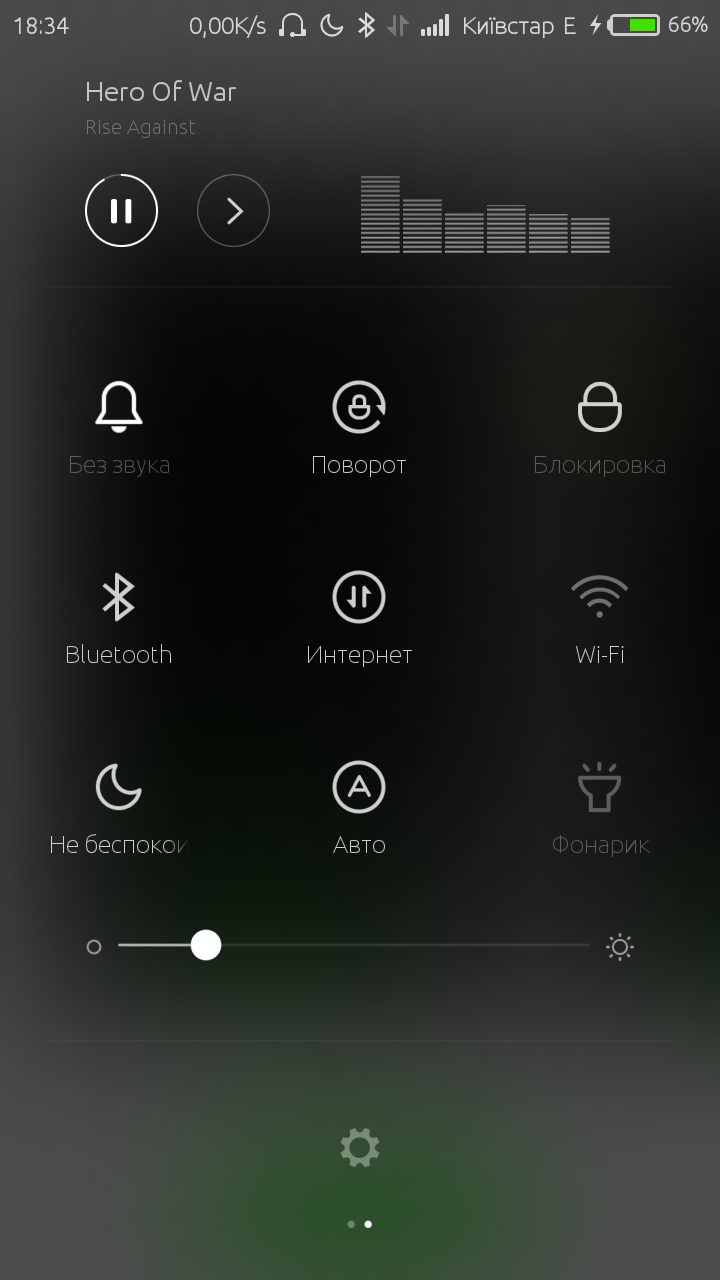 18:34 0,00K/s Київстар E 66%
Hero Of War
Rise Against
Без звука Поворот Блокировка
Bluetooth Интернет Wi-Fi
Не беспокои Авто Фонарик